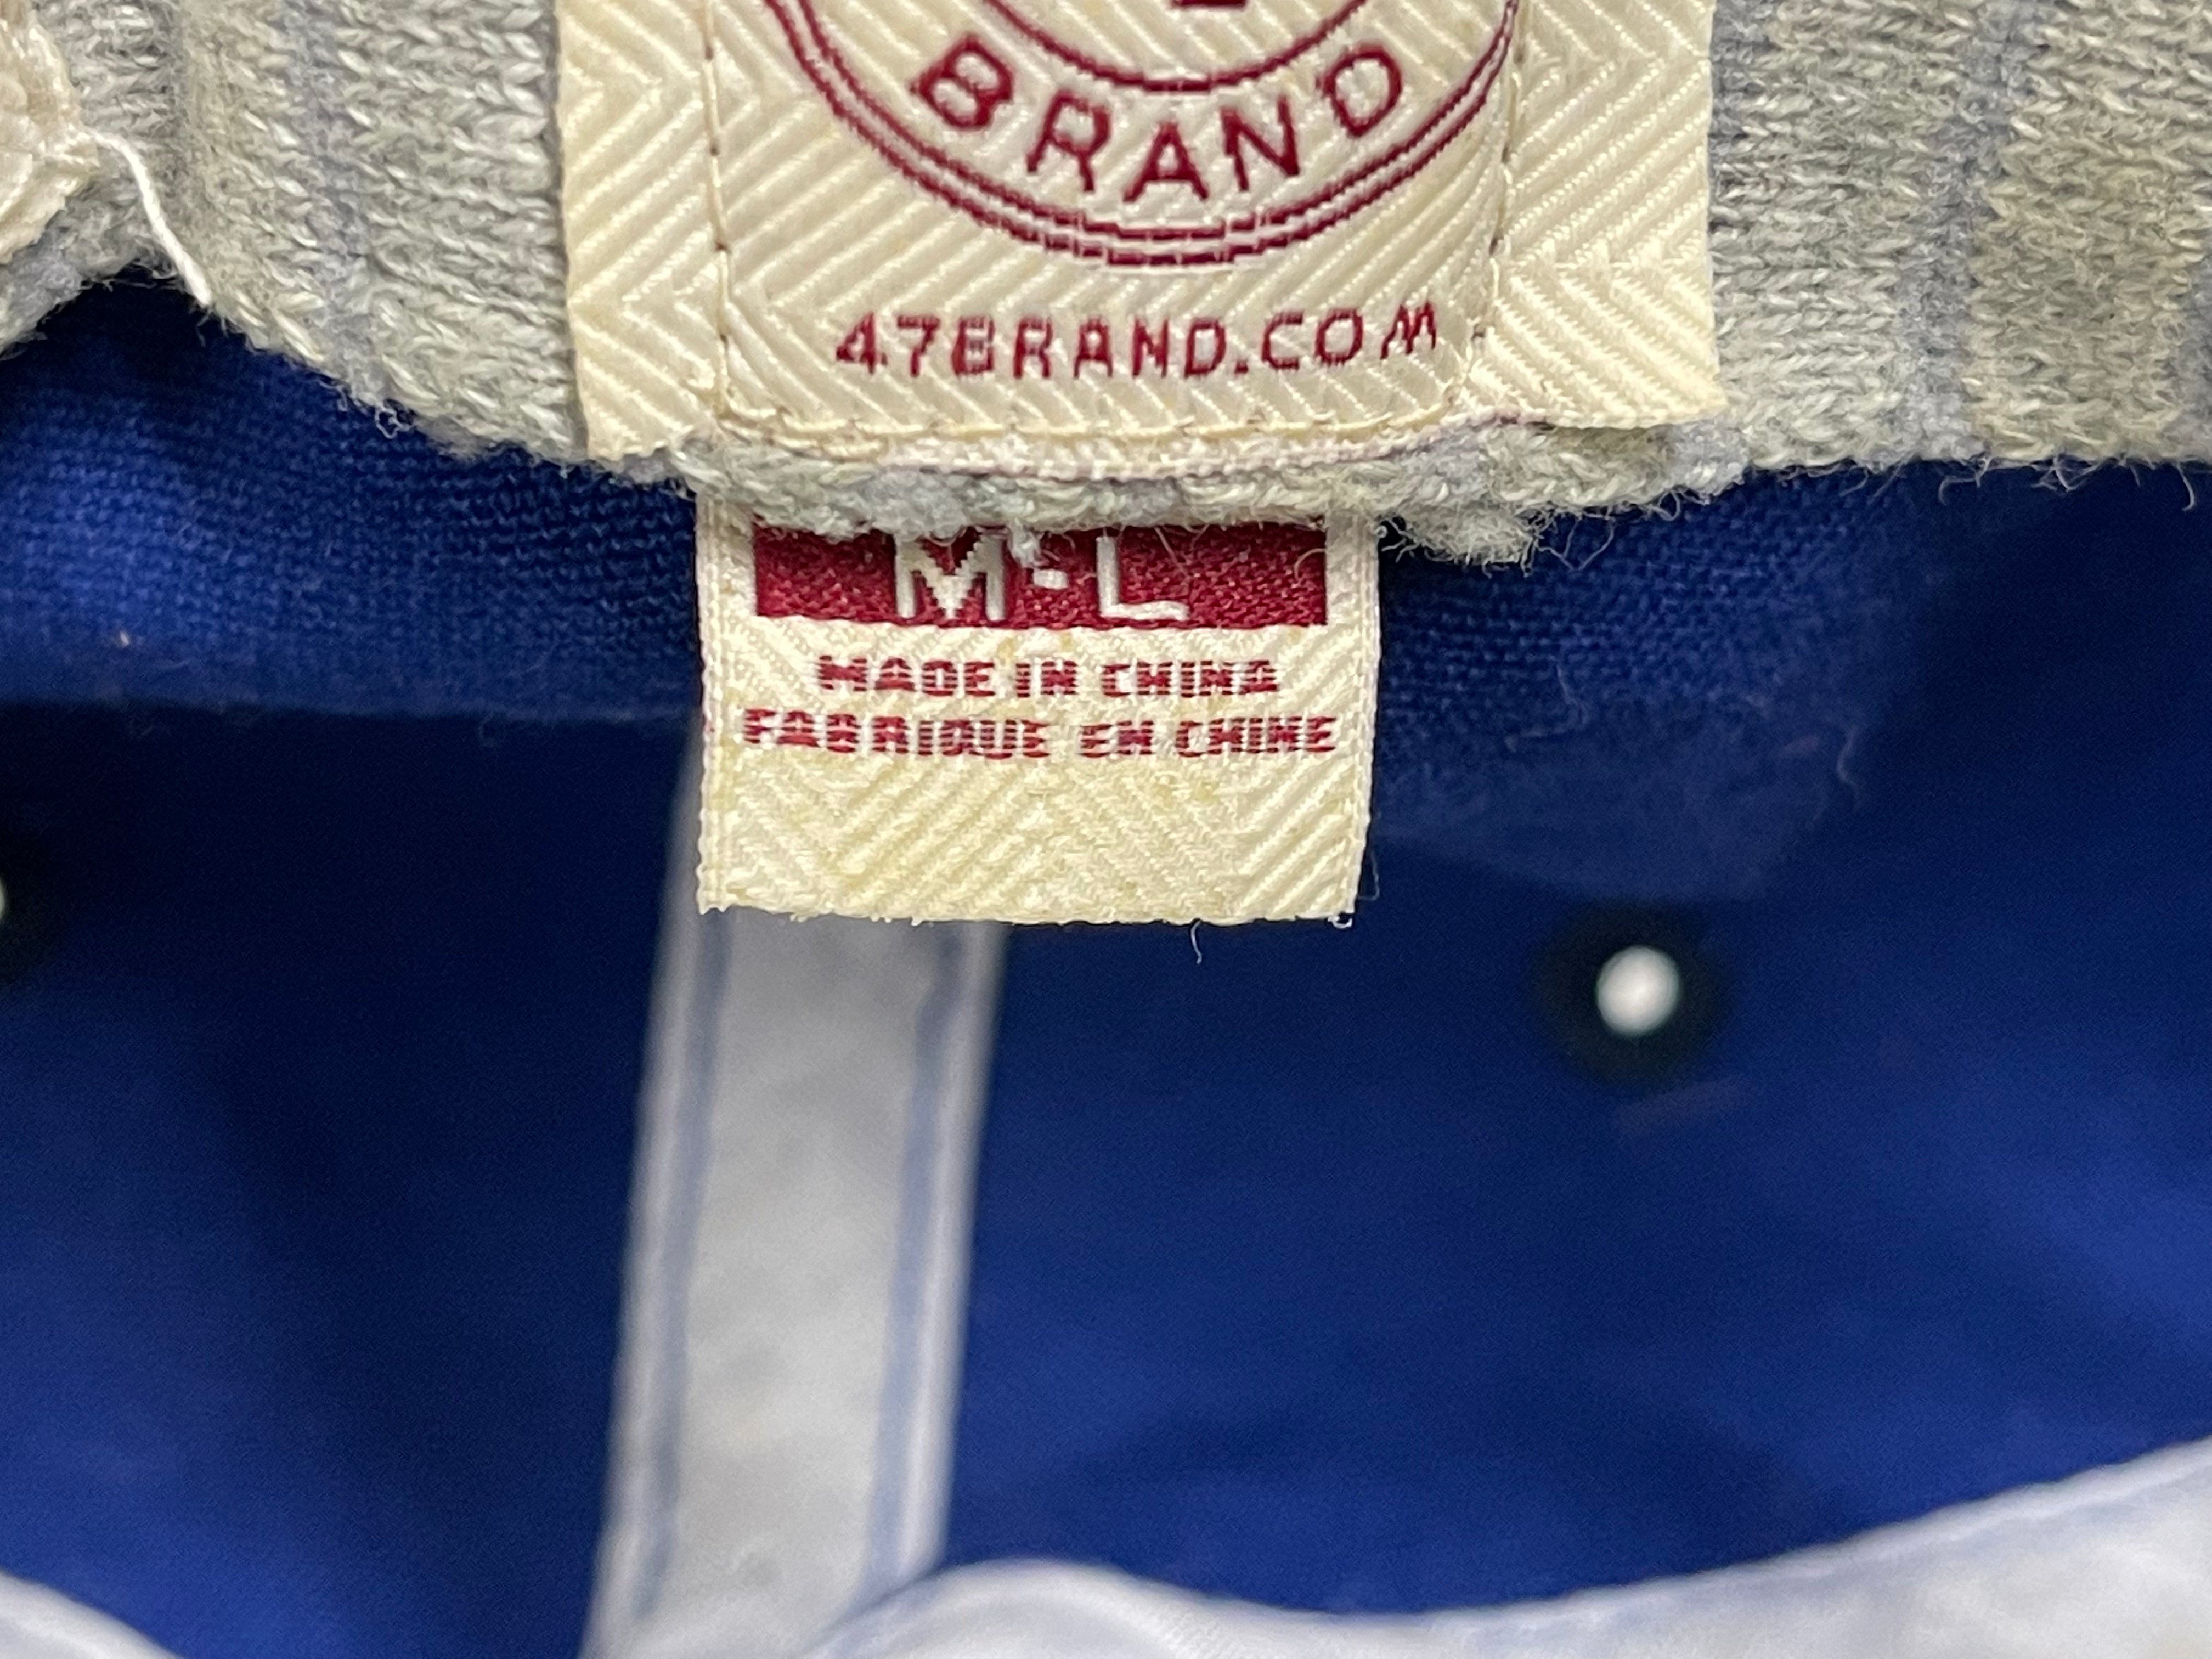 BRAND
47BRAND.COM
M-L
MADE IN CHINA
FABRIQUE EN CHINE